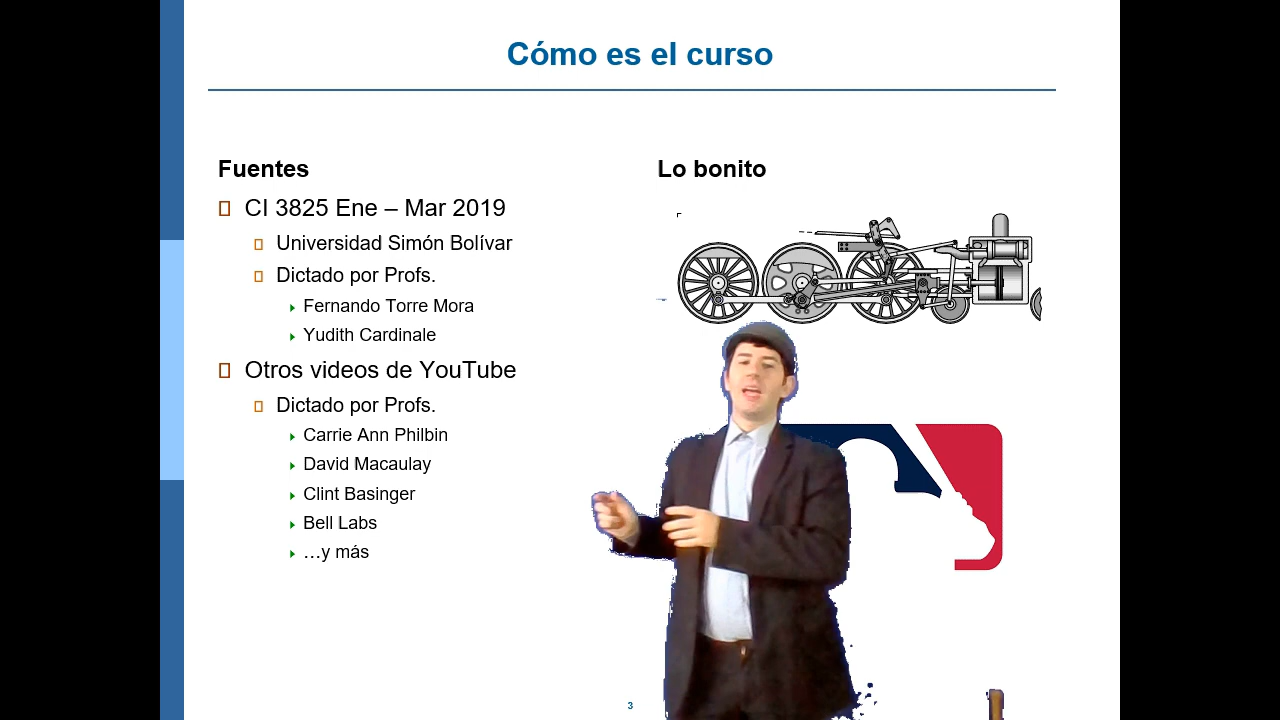 Cómo es el curso
Fuentes
CI 3825 Ene – Mar 2019
Universidad Simón Bolívar
Dictado por Profs.
Fernando Torre Mora
Yudith Cardinale
Otros videos de YouTube
Dictado por Profs.
Carrie Ann Philbin
David Macaulay
Clint Basinger
Bell Labs
…y más
Lo bonito
3